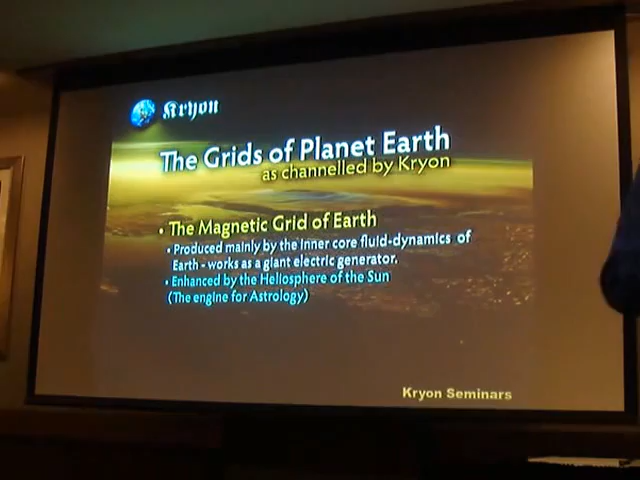 Kryon
The Grids of Planet Earth
as channelled by Kryon
• The Magnetic Grid of Earth
• Produced mainly by the inner core fluid-dynamics of
Earth - works as a giant electric generator.
• Enhanced by the Heliosphere of the Sun
(The engine for Astrology)
Kryon Seminars